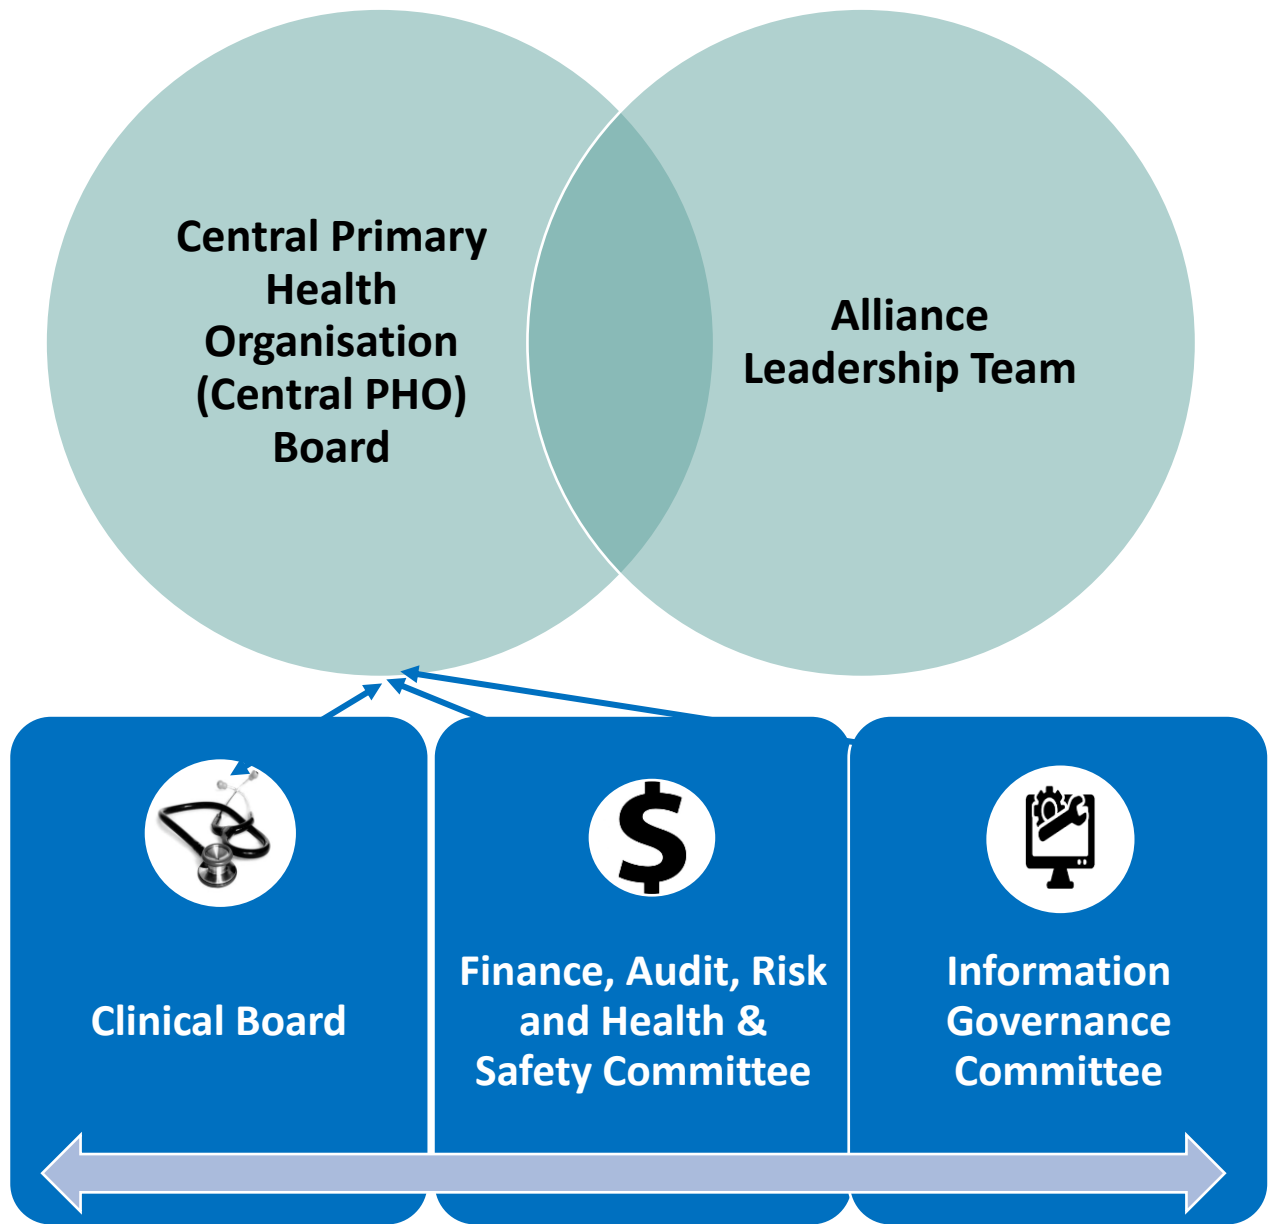 Central Primary
Health
Organisation
(Central PHO)
Board
Alliance
Leadership Team
Clinical Board
Finance, Audit, Risk
and Health &
Safety Committee
Information
Governance
Committee